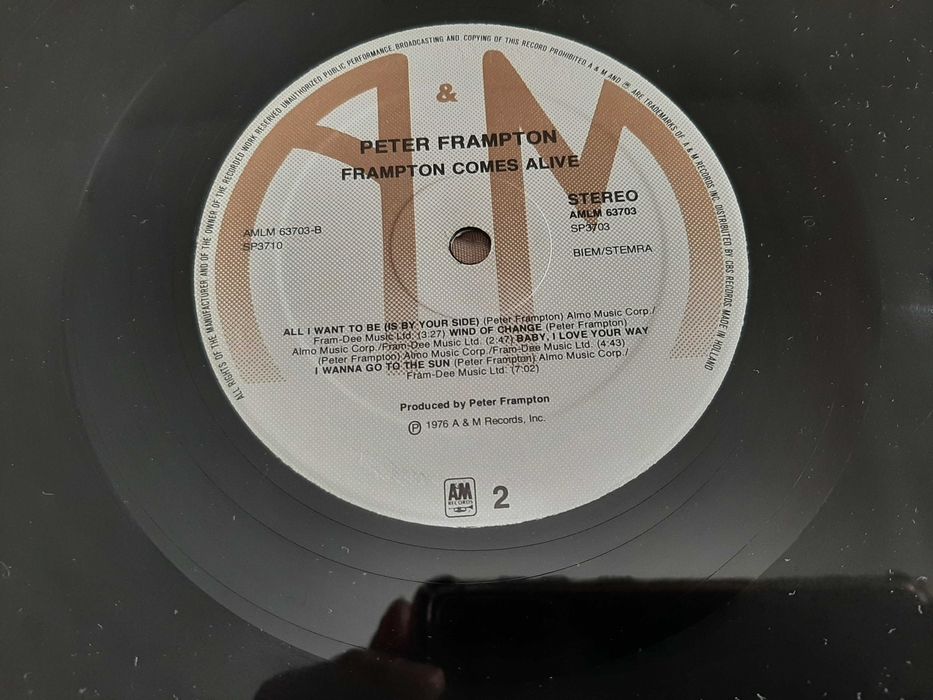 ALL RIGHTS OF THE MANUFACTURER AND OF THE OWNER OF THE RECORDED WORK RESERVED UNAUTHORIZED PUBLIC PERFORMANCE, BROADCASTING AND COPYING OF THIS RECORD PROHIBITED A & M AND ARE TRADEMARKS OF A & M RECORDS INC. DISTRIBUTED BY CBS RECORDS MADE IN HOLLAND
A & M
PETER FRAMPTON
FRAMPTON COMES ALIVE
STEREO
AMLM 63703
SP3703
BIEM/STEMRA
AMLM 63703-B
SP3710
ALL I WANT TO BE (IS BY YOUR SIDE) (Peter Frampton) Almo Music Corp./
Fram-Dee Music Ltd. (3:27) WIND OF CHANGE (Peter Frampton)
Almo Music Corp./Fram-Dee Music Ltd. (2:47) BABY, I LOVE YOUR WAY
(Peter Frampton) Almo Music Corp./Fram-Dee Music Ltd. (4:43)
I WANNA GO TO THE SUN (Peter Frampton) Almo Music Corp./
Fram-Dee Music Ltd. (7:02)
Produced by Peter Frampton
℗ 1976 A & M Records, Inc.
A&M
RECORDS
2